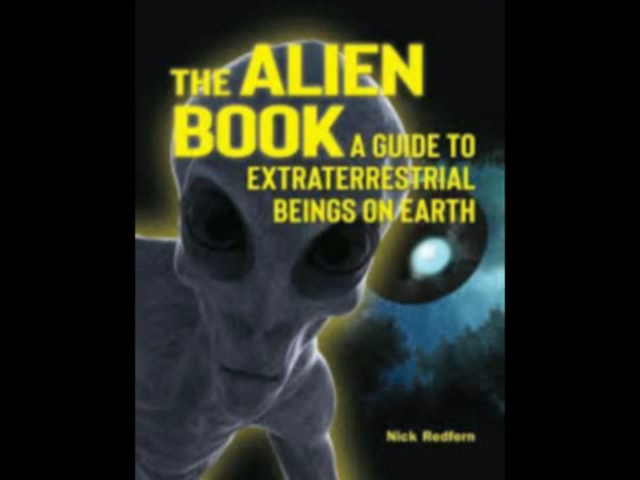 THE ALIEN
BOOK A GUIDE TO
EXTRATERRESTRIAL
BEINGS ON EARTH
Nick Redfern